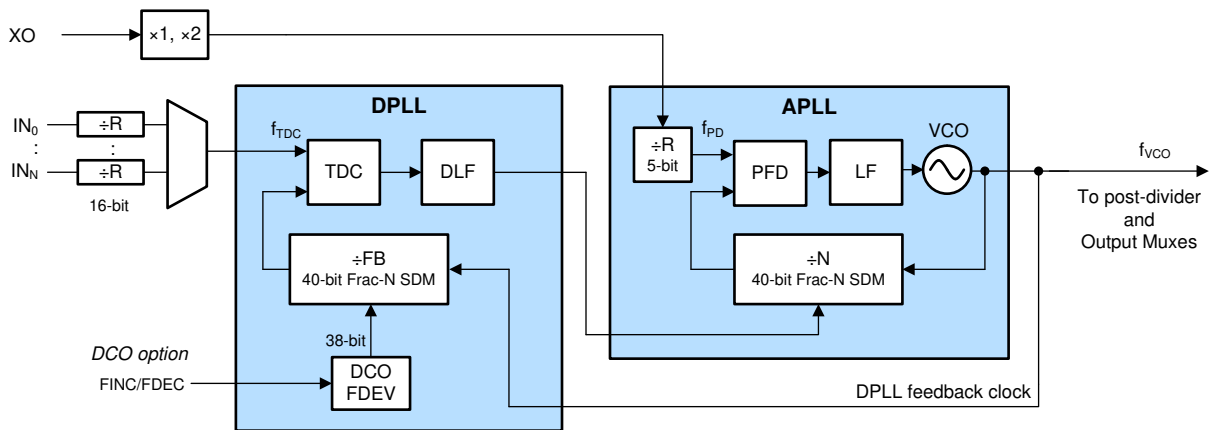 XO
×1, ×2
DPLL
APLL
IN0
÷R
:
:
INN
÷R
16-bit
fTDC
TDC
DLF
÷R
5-bit
fPD
PFD
LF
VCO
fVCO
To post-divider
and
Output Muxes
÷FB
40-bit Frac-N SDM
÷N
40-bit Frac-N SDM
38-bit
DCO option
FINC/FDEC
DCO
FDEV
DPLL feedback clock